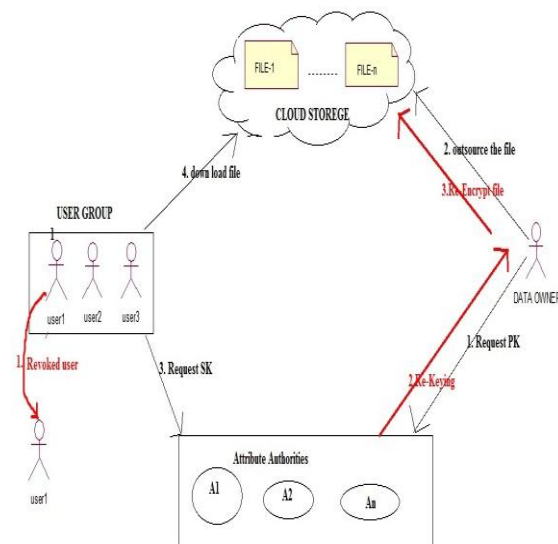 FILE-1
........
FILE-n
CLOUD STOREGE
4. down load file
2. outsource the file
3.Re-Encrypt file
USER GROUP
1
user1
user2
user3
DATA OWNER
1. Revoked user
3. Request SK
1. Request PK
2.Re-Keying
user1
Attribute Authorities
A1
A2
An